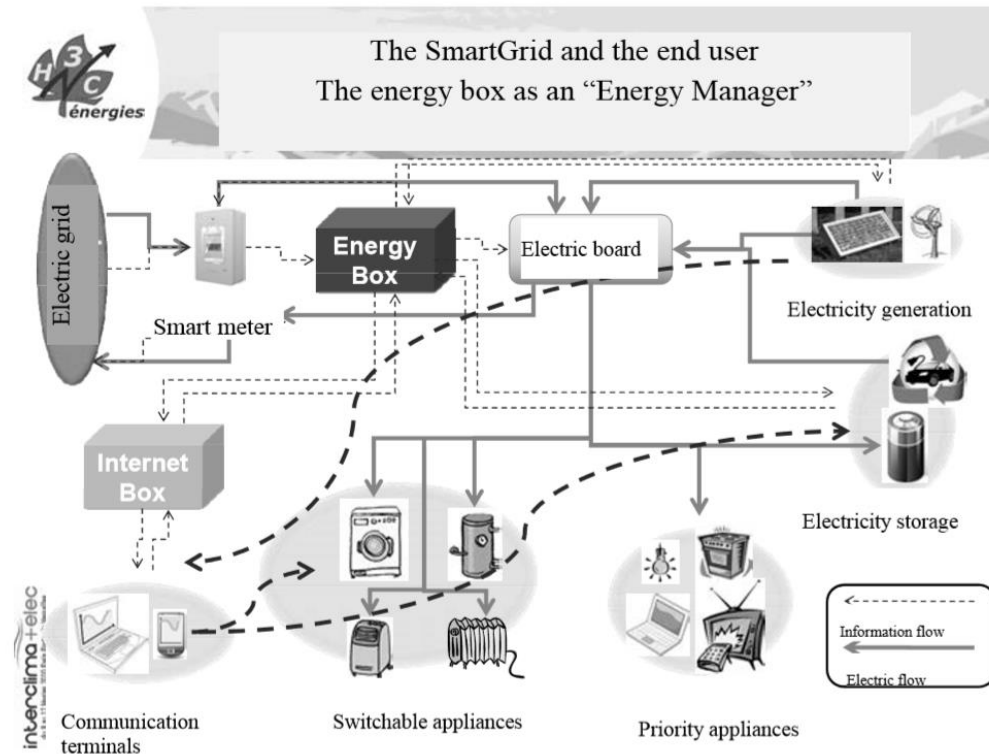 H3C
énergies
The SmartGrid and the end user
The energy box as an “Energy Manager”
Electric grid
Energy
Box
Electric board
Electricity generation
Smart meter
Internet
Box
Electricity storage
Information flow
Electric flow
interclima+elec
Communication
terminals
Switchable appliances
Priority appliances